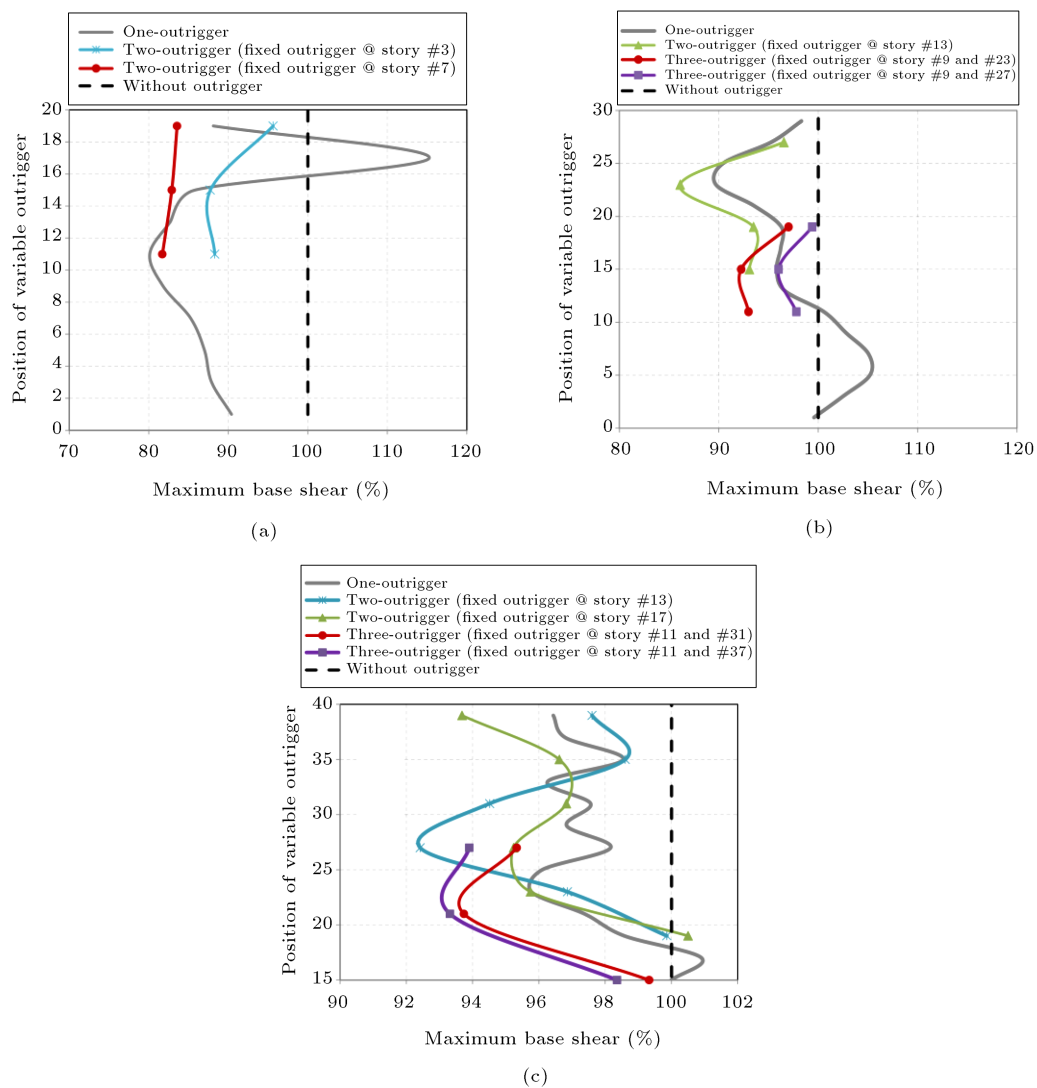 One-outrigger
Two-outrigger (fixed outrigger @ story #3)
Two-outrigger (fixed outrigger @ story #7)
Without outrigger
20
18
16
14
12
10
8
6
4
2
0
Position of variable outrigger
70 80 90 100 110 120
Maximum base shear (%)
(a)
One-outrigger
Two-outrigger (fixed outrigger @ story #13)
Three-outrigger (fixed outrigger @ story #9 and #23)
Three-outrigger (fixed outrigger @ story #9 and #27)
Without outrigger
30
25
20
15
10
5
0
Position of variable outrigger
80 90 100 110 120
Maximum base shear (%)
(b)
One-outrigger
Two-outrigger (fixed outrigger @ story #13)
Two-outrigger (fixed outrigger @ story #17)
Three-outrigger (fixed outrigger @ story #11 and #31)
Three-outrigger (fixed outrigger @ story #11 and #37)
Without outrigger
40
35
30
25
20
15
Position of variable outrigger
90 92 94 96 98 100 102
Maximum base shear (%)
(c)